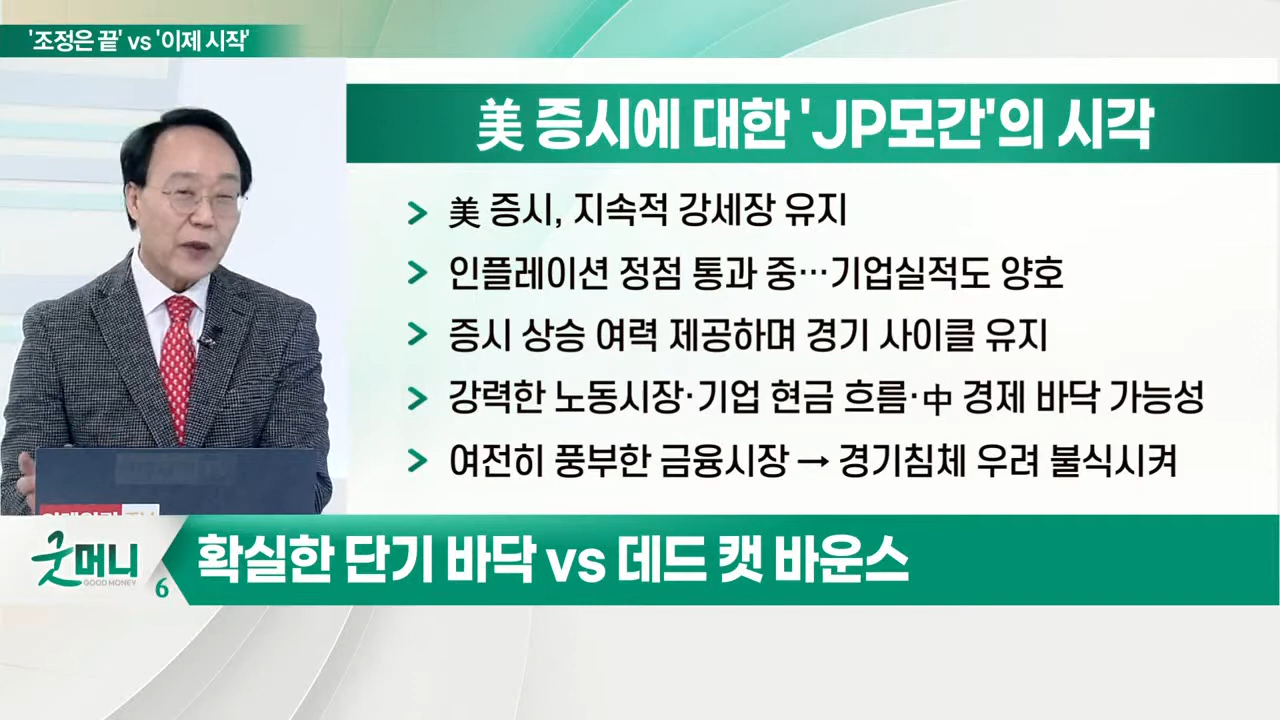 '조정은 끝' vs '이제 시작'
美 증시에 대한 'JP모간'의 시각
> 美 증시, 지속적 강세장 유지
> 인플레이션 정점 통과 중…기업실적도 양호
> 증시 상승 여력 제공하며 경기 사이클 유지
> 강력한 노동시장·기업 현금 흐름·中 경제 바닥 가능성
> 여전히 풍부한 금융시장 → 경기침체 우려 불식시켜
굿머니
GOOD MONEY
6
확실한 단기 바닥 vs 데드 캣 바운스